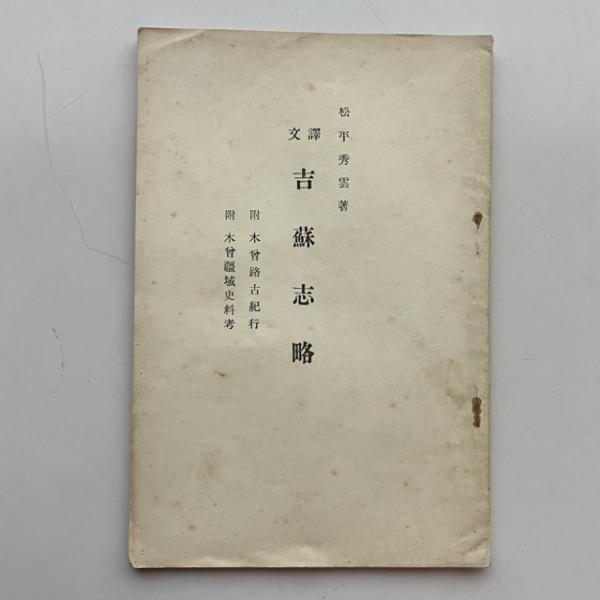 松平秀雲著
譯文
吉蘇志略
附 木曾路古紀行
附 木曾疆域史料考